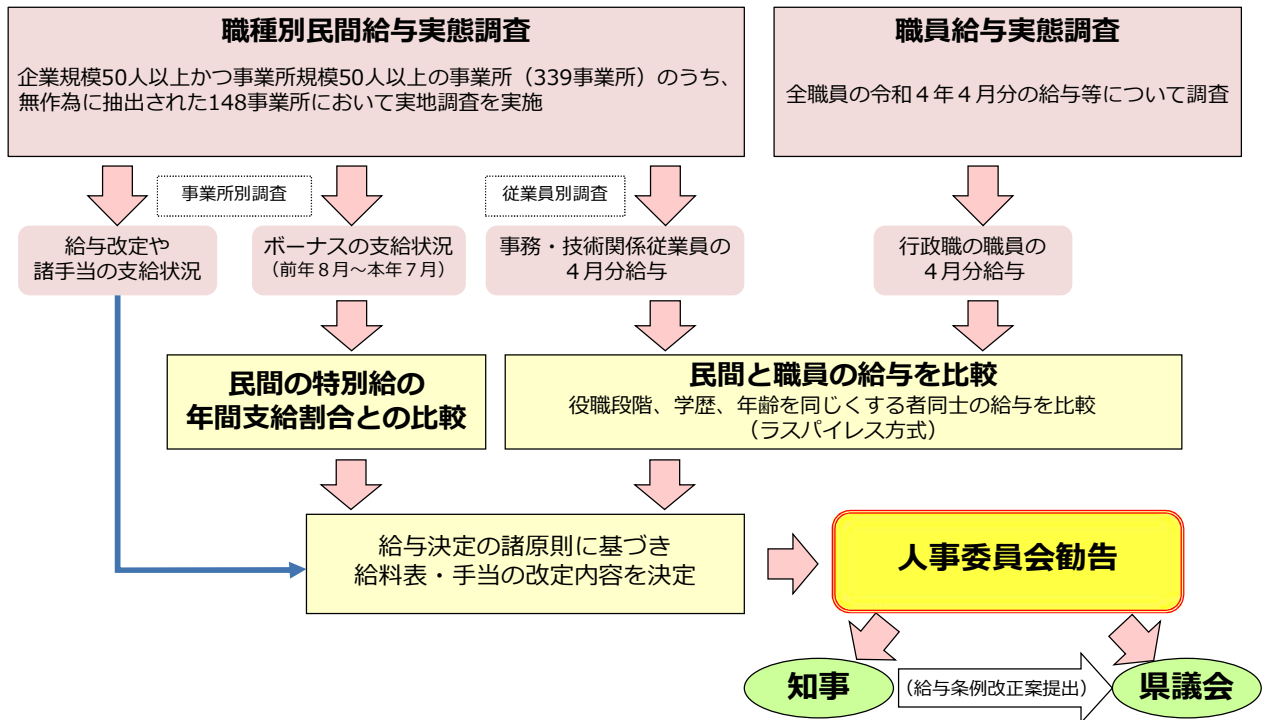 職種別民間給与実態調査
企業規模50人以上かつ事業所規模50人以上の事業所（339事業所）のうち、
無作為に抽出された148事業所において実地調査を実施
職員給与実態調査
全職員の令和４年４月分の給与等について調査
事業所別調査
従業員別調査
給与改定や
諸手当の支給状況
ボーナスの支給状況
（前年８月～本年７月）
事務・技術関係従業員の
４月分給与
行政職の職員の
４月分給与
民間の特別給の
年間支給割合との比較
民間と職員の給与を比較
役職段階、学歴、年齢を同じくする者同士の給与を比較
（ラスパイレス方式）
給与決定の諸原則に基づき
給料表・手当の改定内容を決定
人事委員会勧告
知事
（給与条例改正案提出）
県議会